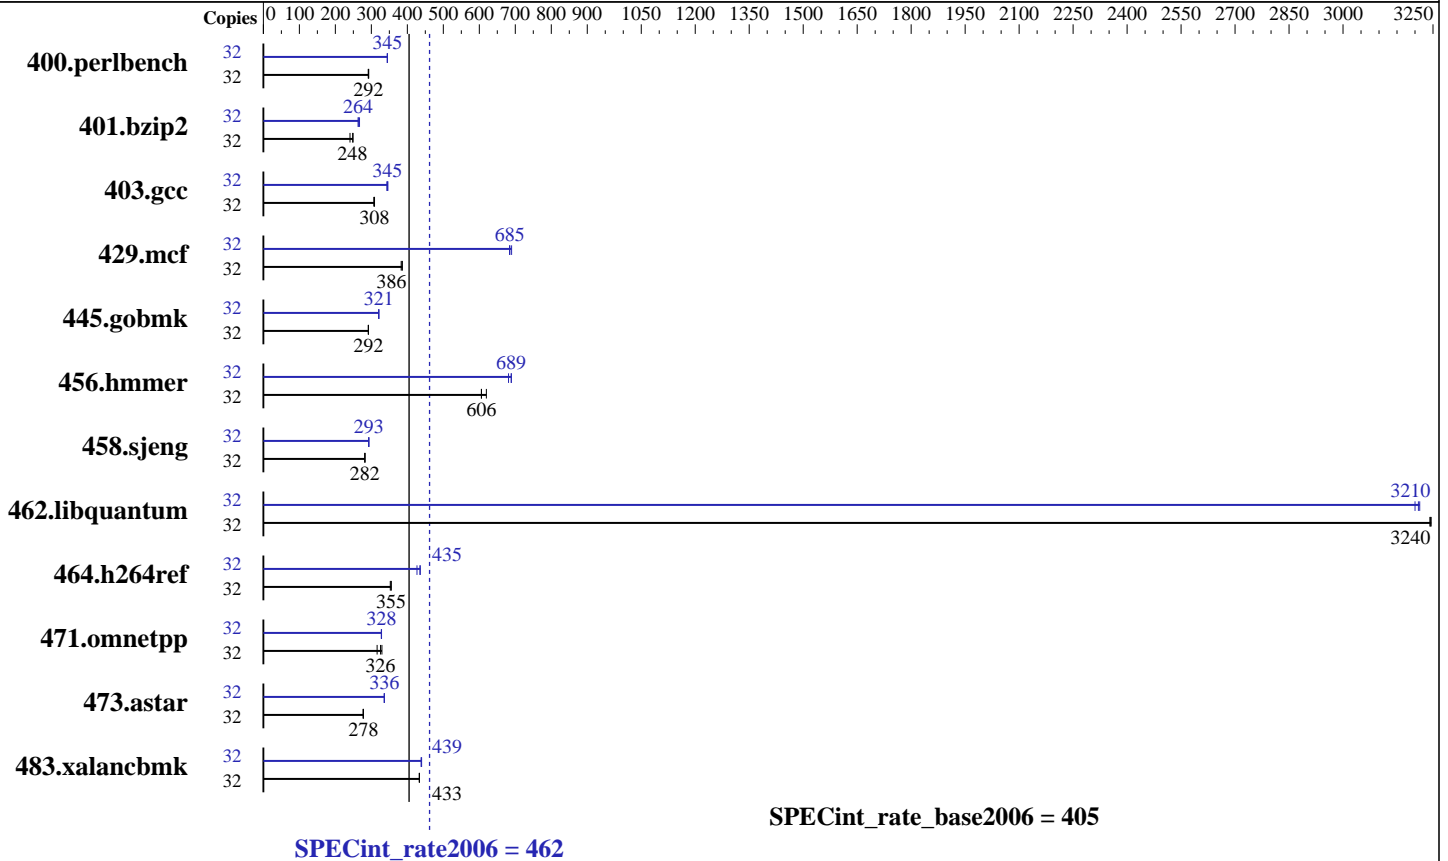 Copies 0 100 200 300 400 500 600 700 800 900 1050 1200 1350 1500 1650 1800 1950 2100 2250 2400 2550 2700 2850 3000 3250
400.perlbench 32 345
32 292
401.bzip2 32 264
32 248
403.gcc 32 345
32 308
429.mcf 32 685
32 386
445.gobmk 32 321
32 292
456.hmmer 32 689
32 606
458.sjeng 32 293
32 282
462.libquantum 32 3210
32 3240
464.h264ref 32 435
32 355
471.omnetpp 32 328
32 326
473.astar 32 336
32 278
483.xalancbmk 32 439
32 433
SPECint_rate_base2006 = 405
SPECint_rate2006 = 462